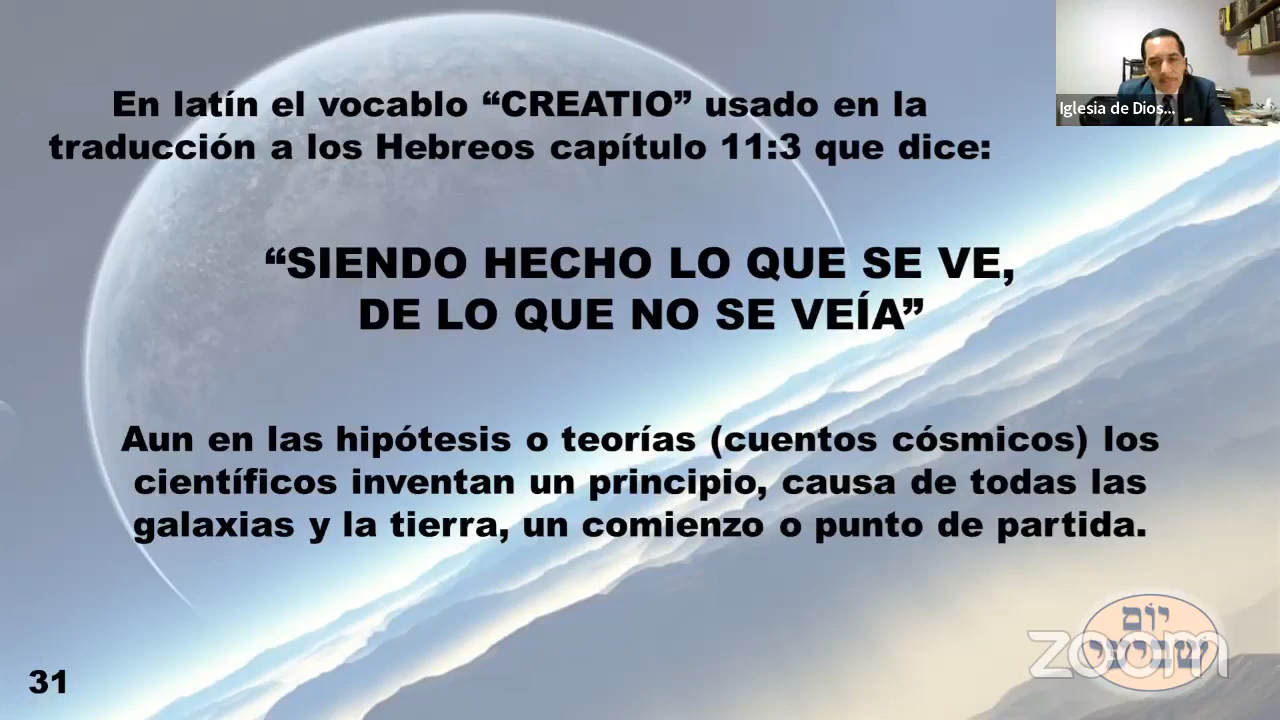 En latín el vocablo “CREATIO” usado en la
traducción a los Hebreos capítulo 11:3 que dice:
“SIENDO HECHO LO QUE SE VE,
DE LO QUE NO SE VEÍA”
Aun en las hipótesis o teorías (cuentos cósmicos) los
científicos inventan un principio, causa de todas las
galaxias y la tierra, un comienzo o punto de partida.
31
Iglesia de Dios...
יוֹם
שביעי
zoom